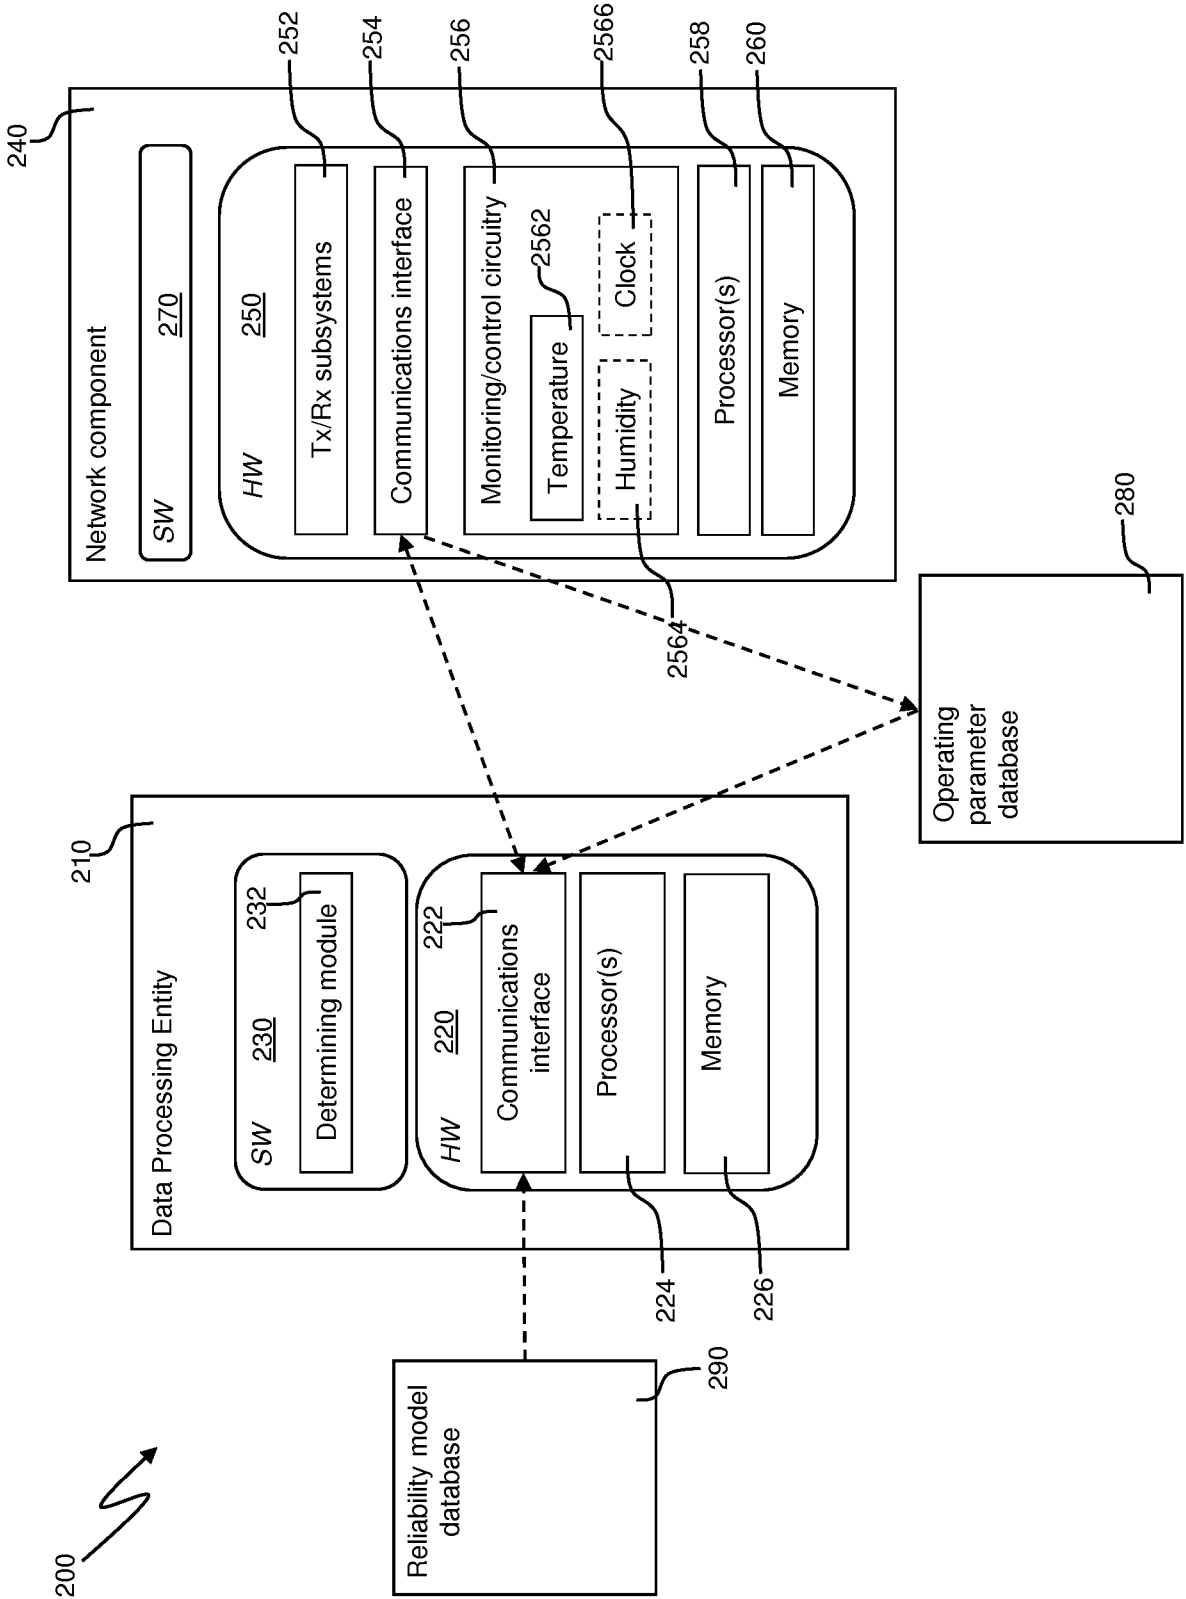 200
Reliability model
database
290
210
Data Processing Entity
SW
230
232
Determining module
HW
220
222
Communications
interface
Processor(s)
Memory
224
226
240
Network component
SW
270
HW
250
Tx/Rx subsystems
252
Communications interface
254
Monitoring/control circuitry
256
Temperature
2562
Humidity
2564
Clock
2566
Processor(s)
258
Memory
260
Operating
parameter
database
280